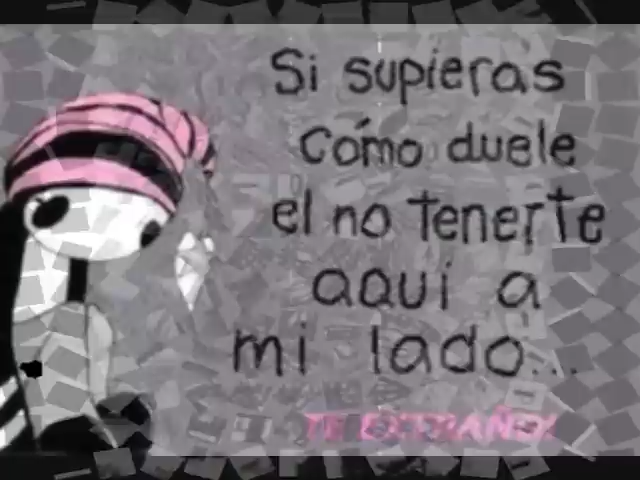 Si supieras
cómo duele
el no tenerte
aqui a
mi lado...
TE EXTRAÑO!